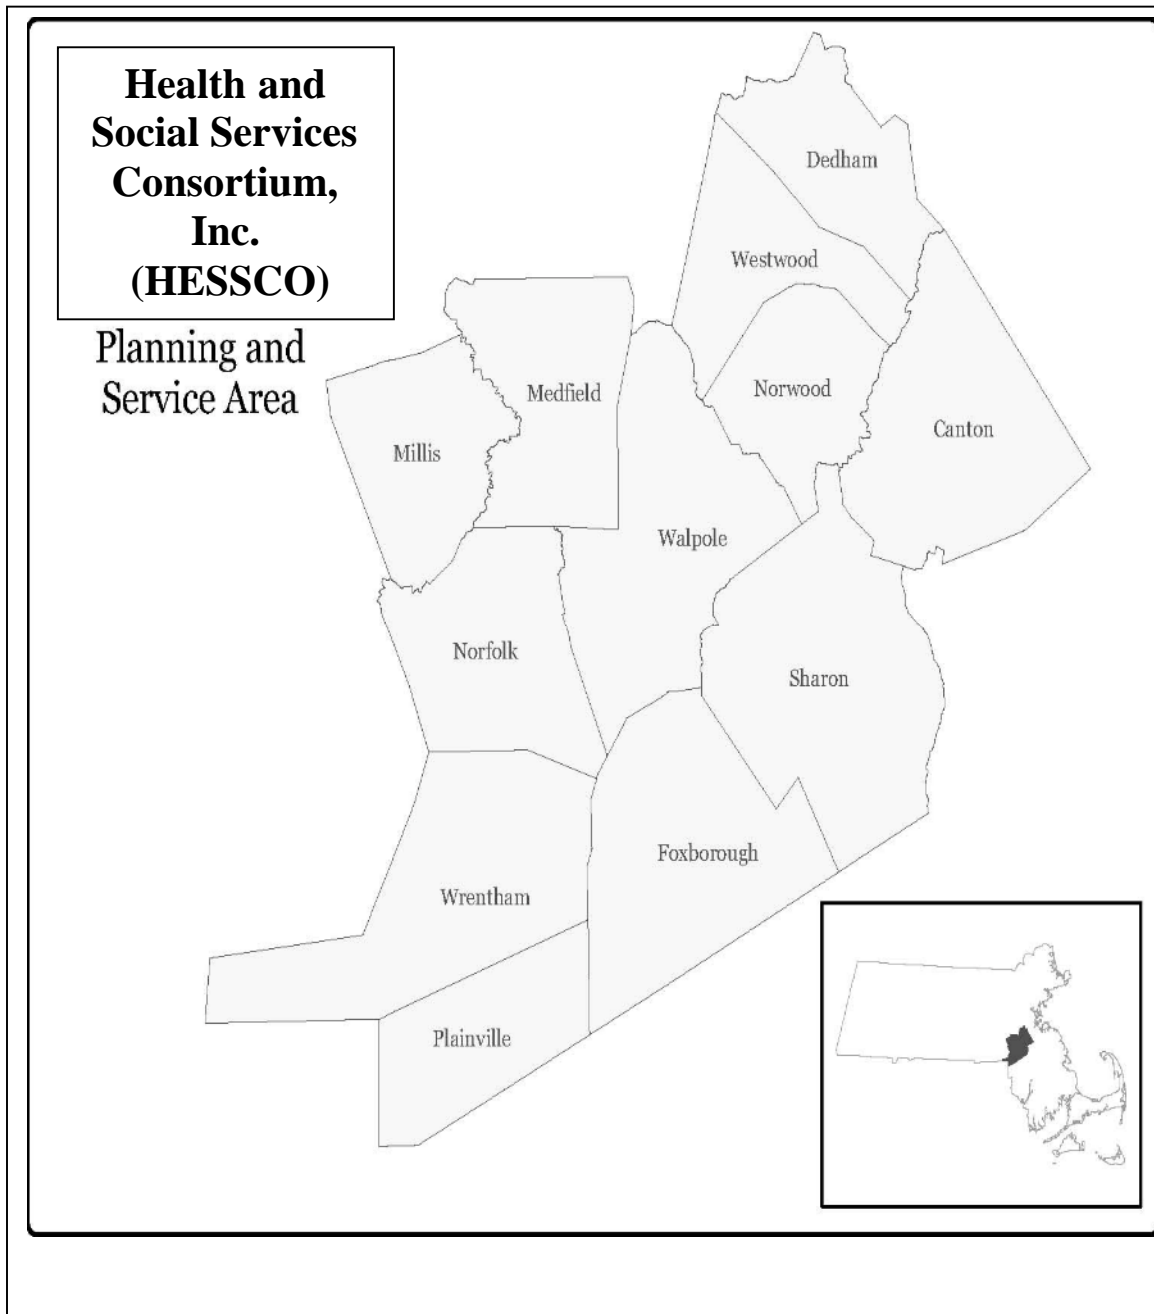 Health and
Social Services
Consortium,
Inc.
(HESSCO)
Planning and
Service Area
Dedham
Westwood
Medfield
Norwood
Canton
Millis
Walpole
Norfolk
Sharon
Foxborough
Wrentham
Plainville